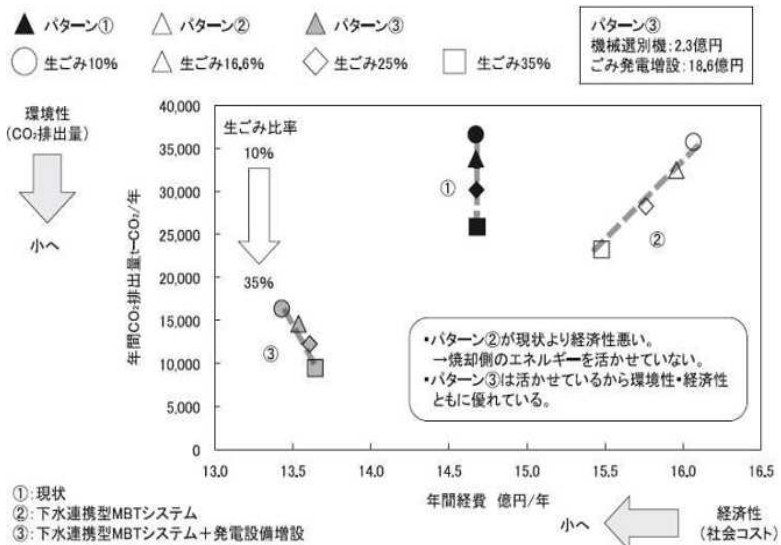 パターン① パターン② パターン③
生ごみ10% 生ごみ16.6% 生ごみ25% 生ごみ35%
パターン③
機械選別機:2.3億円
ごみ発電増設:18.6億円
環境性
(CO₂排出量)
小へ
年間CO₂排出量t-CO₂/年
40,000
35,000
30,000
25,000
20,000
15,000
10,000
5,000
0
生ごみ比率
10%
35%
①
②
③
・パターン②が現状より経済性悪い。
→焼却側のエネルギーを活かせていない。
・パターン③は活かせているから環境性・経済性
ともに優れている。
13.0 13.5 14.0 14.5 15.0 15.5 16.0 16.5
年間経費 億円/年
①:現状
②:下水連携型MBTシステム
③:下水連携型MBTシステム+発電設備増設
小へ
経済性
(社会コスト)